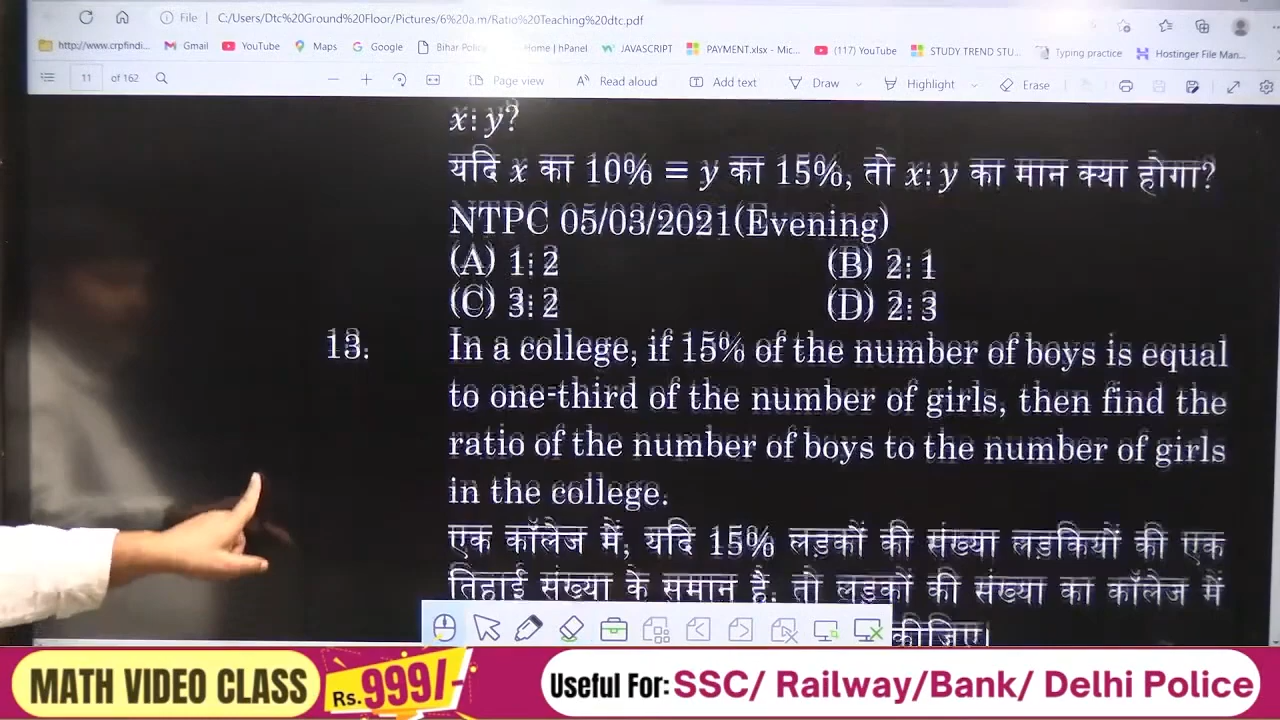 File | C:/Users/Dtc%20Ground%20Floor/Pictures/6%20a.m/Ratio%20Teaching%20dtc.pdf
http://www.crpfindi... Gmail YouTube Maps Google Bihar Police Home | hPanel JAVASCRIPT PAYMENT.xlsx - Mic... (117) YouTube STUDY TREND STU... Typing practice Hostinger File Man...
11 of 162 Page view Read aloud Add text Draw Highlight Erase
x: y?
यदि x का 10% = y का 15%, तो x: y का मान क्या होगा?
NTPC 05/03/2021(Evening)
(A) 1: 2 (B) 2: 1
(C) 3: 2 (D) 2: 3
13. In a college, if 15% of the number of boys is equal
to one-third of the number of girls, then find the
ratio of the number of boys to the number of girls
in the college.
एक कॉलेज में, यदि 15% लड़कों की संख्या लड़कियों की एक
तिहाई संख्या के समान है, तो लड़कों की संख्या का कॉलेज में
कीजिए।
MATH VIDEO CLASS Rs. 999/- Useful For: SSC/ Railway/Bank/ Delhi Police